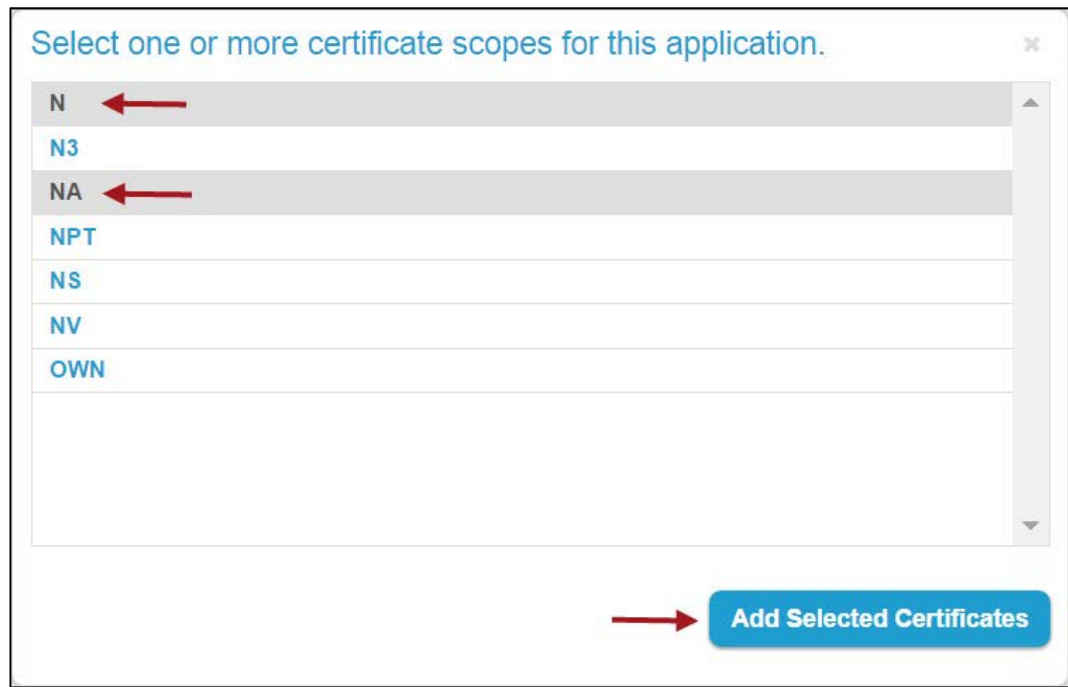 Select one or more certificate scopes for this application.
N
N3
NA
NPT
NS
NV
OWN
Add Selected Certificates